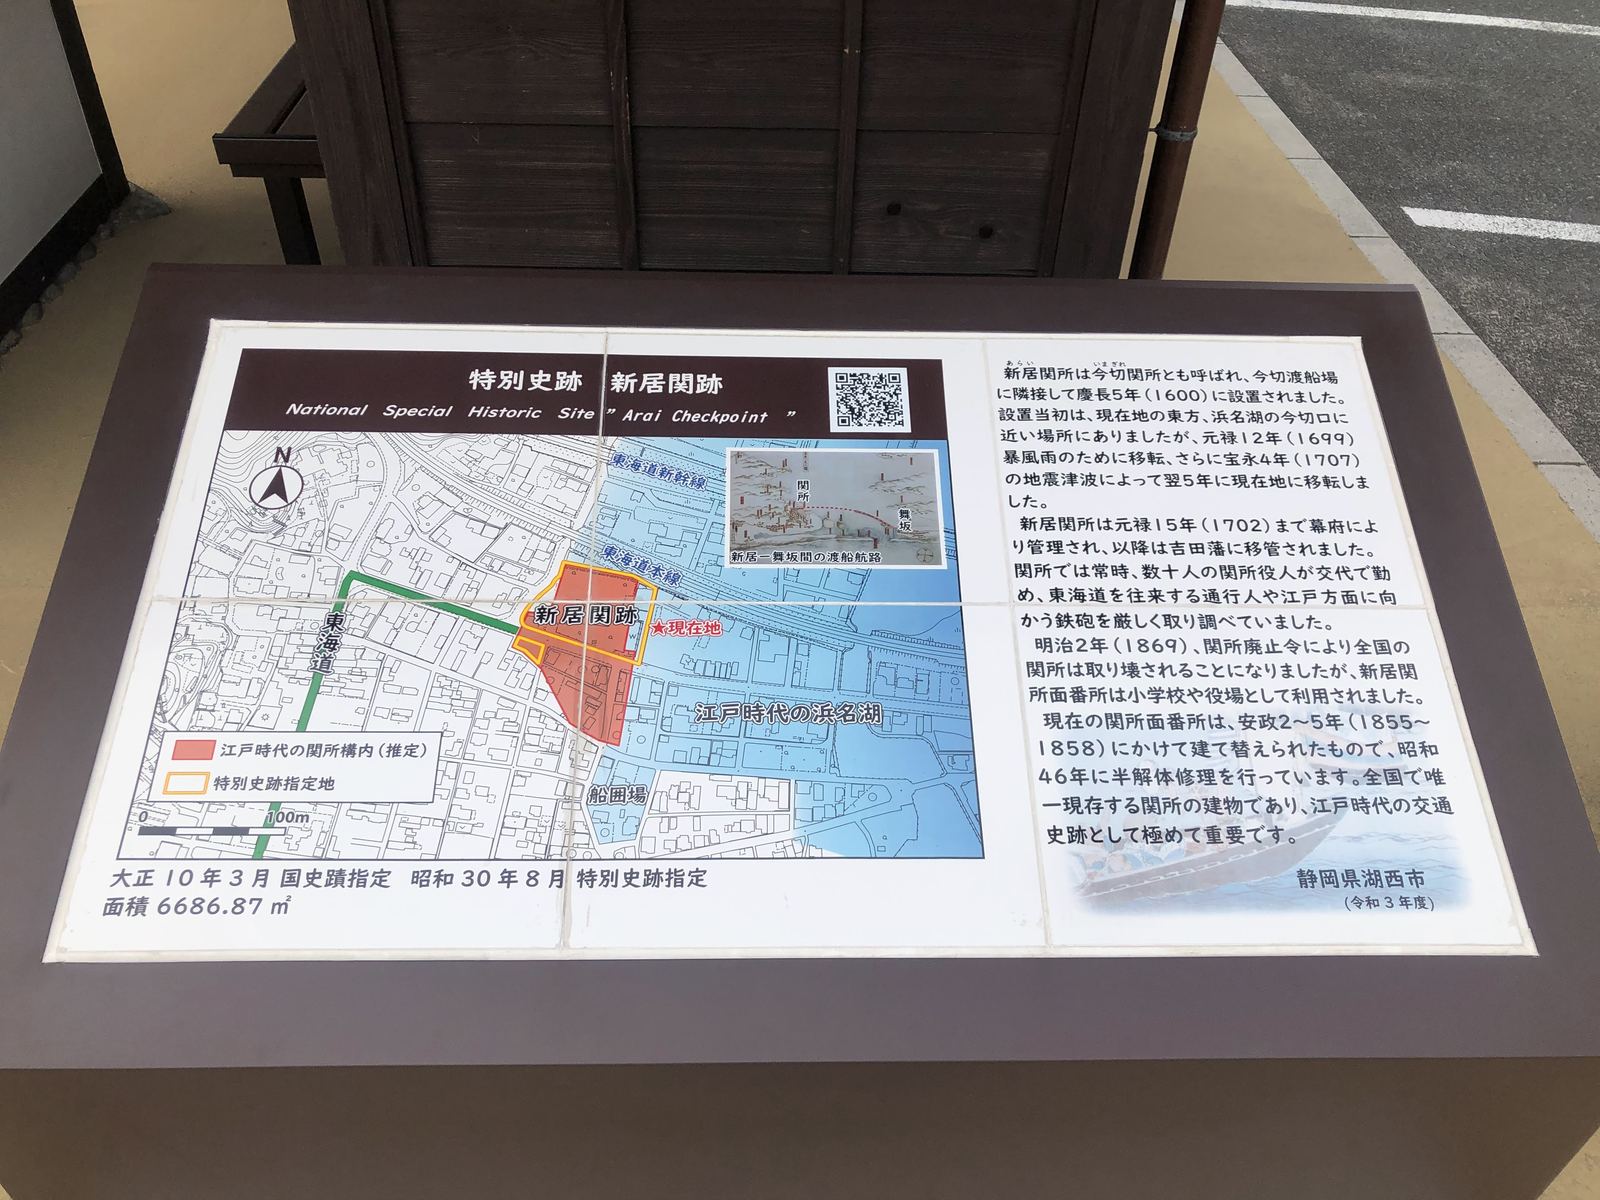 特別史跡 新居関跡
National Special Historic Site " Arai Checkpoint "
N
東海道新幹線
東海道本線
関所
舞坂
新居ー舞坂間の渡船航路
新居関跡
★現在地
東海道
江戸時代の浜名湖
江戸時代の関所構内（推定）
特別史跡指定地
船囲場
0 100m
大正10年3月 国史蹟指定 昭和30年8月 特別史跡指定
面積 6686.87 ㎡
あらい いまぎれ
新居関所は今切関所とも呼ばれ、今切渡船場
に隣接して慶長5年（1600）に設置されました。
設置当初は、現在地の東方、浜名湖の今切口に
近い場所にありましたが、元禄12年（1699）
暴風雨のために移転、さらに宝永4年（1707）
の地震津波によって翌5年に現在地に移転しま
した。
新居関所は元禄15年（1702）まで幕府によ
り管理され、以降は吉田藩に移管されました。
関所では常時、数十人の関所役人が交代で勤
め、東海道を往来する通行人や江戸方面に向
かう鉄砲を厳しく取り調べていました。
明治2年（1869）、関所廃止令により全国の
関所は取り壊されることになりましたが、新居関
所面番所は小学校や役場として利用されました。
現在の関所面番所は、安政2～5年（1855～
1858）にかけて建て替えられたもので、昭和
46年に半解体修理を行っています。全国で唯
一現存する関所の建物であり、江戸時代の交通
史跡として極めて重要です。
静岡県湖西市
（令和3年度）